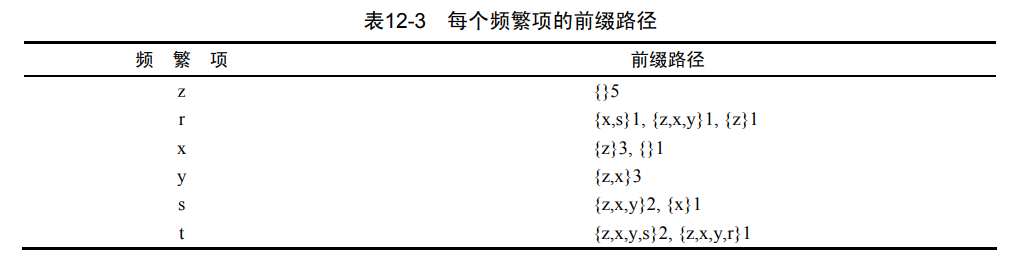 表12-3 每个频繁项的前缀路径
频 繁 项 前缀路径
z {}5
r {x,s}1, {z,x,y}1, {z}1
x {z}3, {}1
y {z,x}3
s {z,x,y}2, {x}1
t {z,x,y,s}2, {z,x,y,r}1